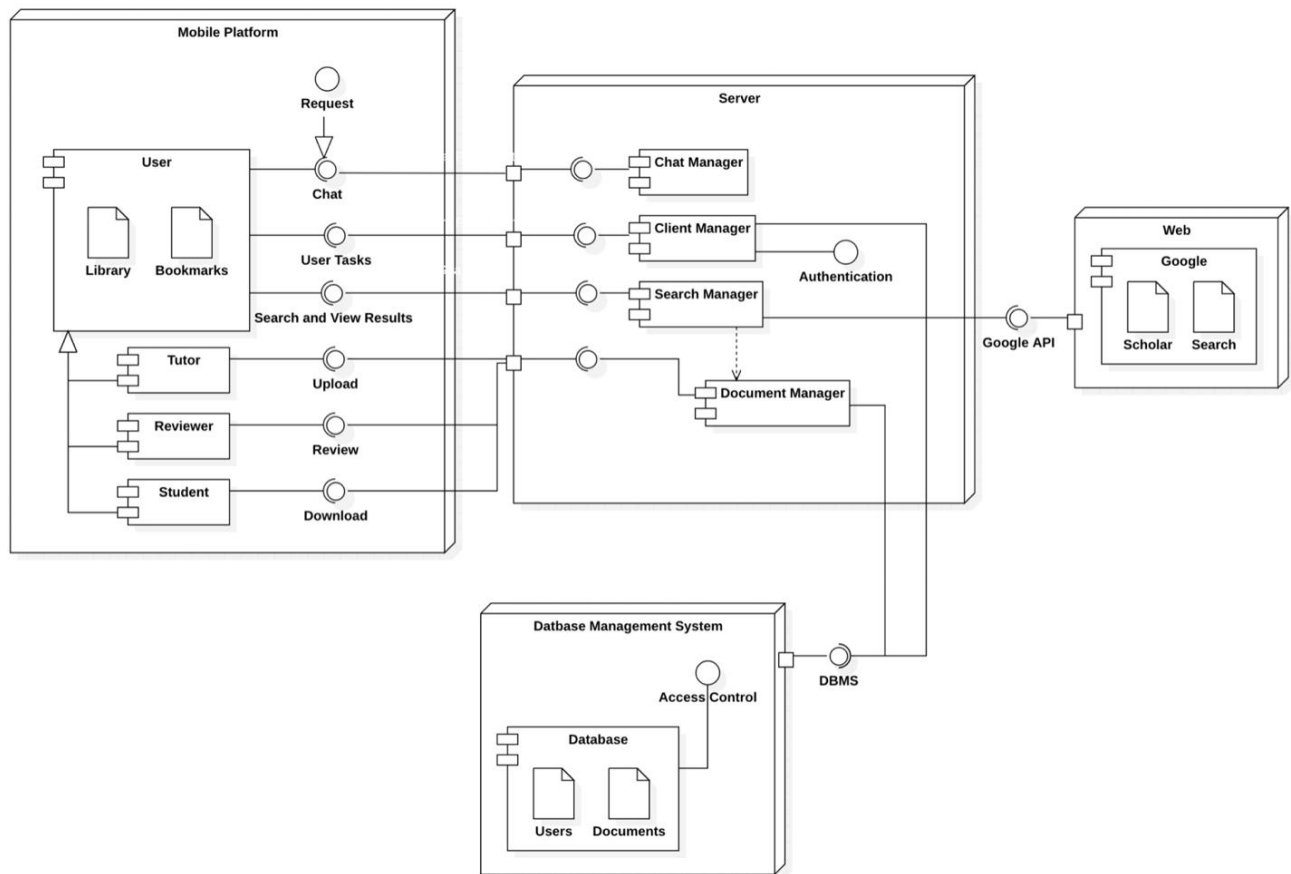 Mobile Platform
Request
User
Chat
Library
Bookmarks
User Tasks
Search and View Results
Tutor
Upload
Reviewer
Review
Student
Download
Server
Chat Manager
Client Manager
Authentication
Search Manager
Document Manager
Web
Google
Google API
Scholar
Search
Datbase Management System
DBMS
Access Control
Database
Users
Documents